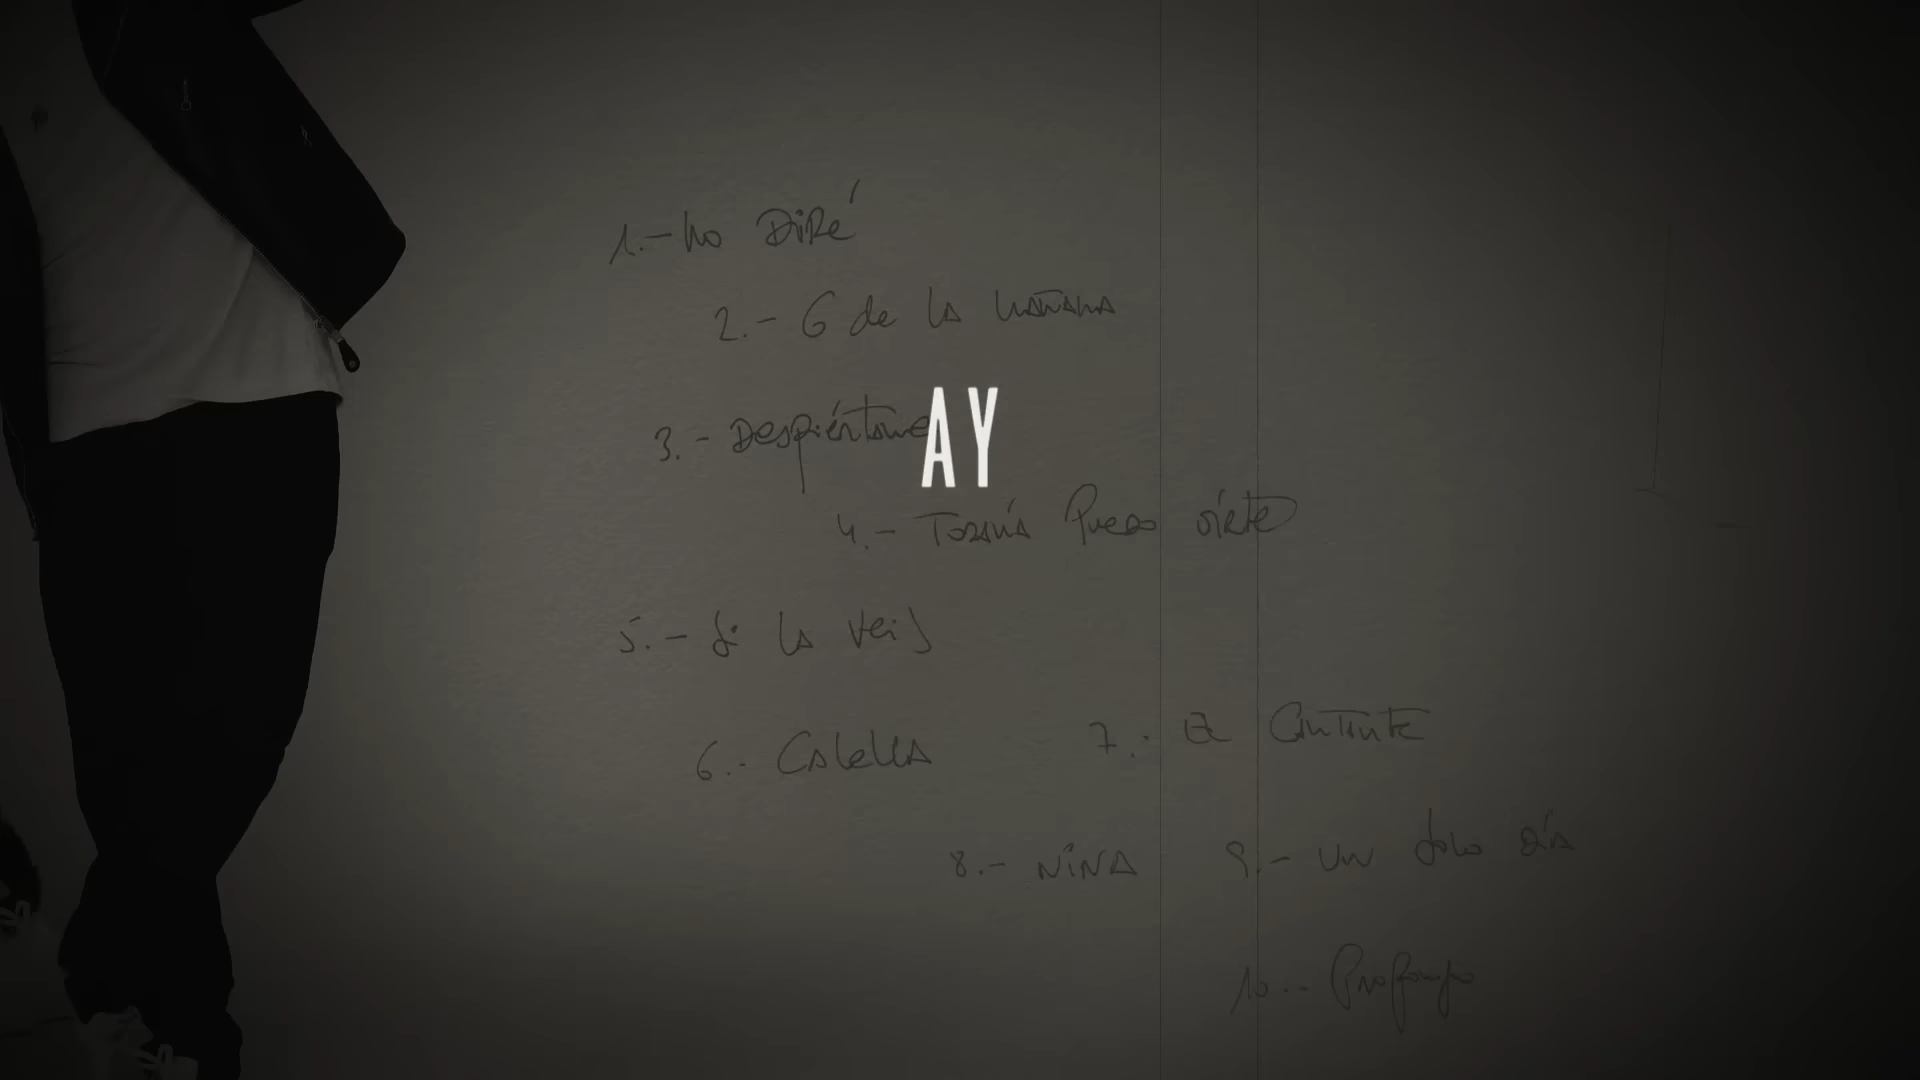 1.- No Diré
2.- 6 de la mañana
AY
3.- Despiértame
4.- Todavía Puedo oírte
5.- Si la veis
6.- Calella
7.- El Cantante
8.- NINA
9.- Un solo día
10.- Profundo